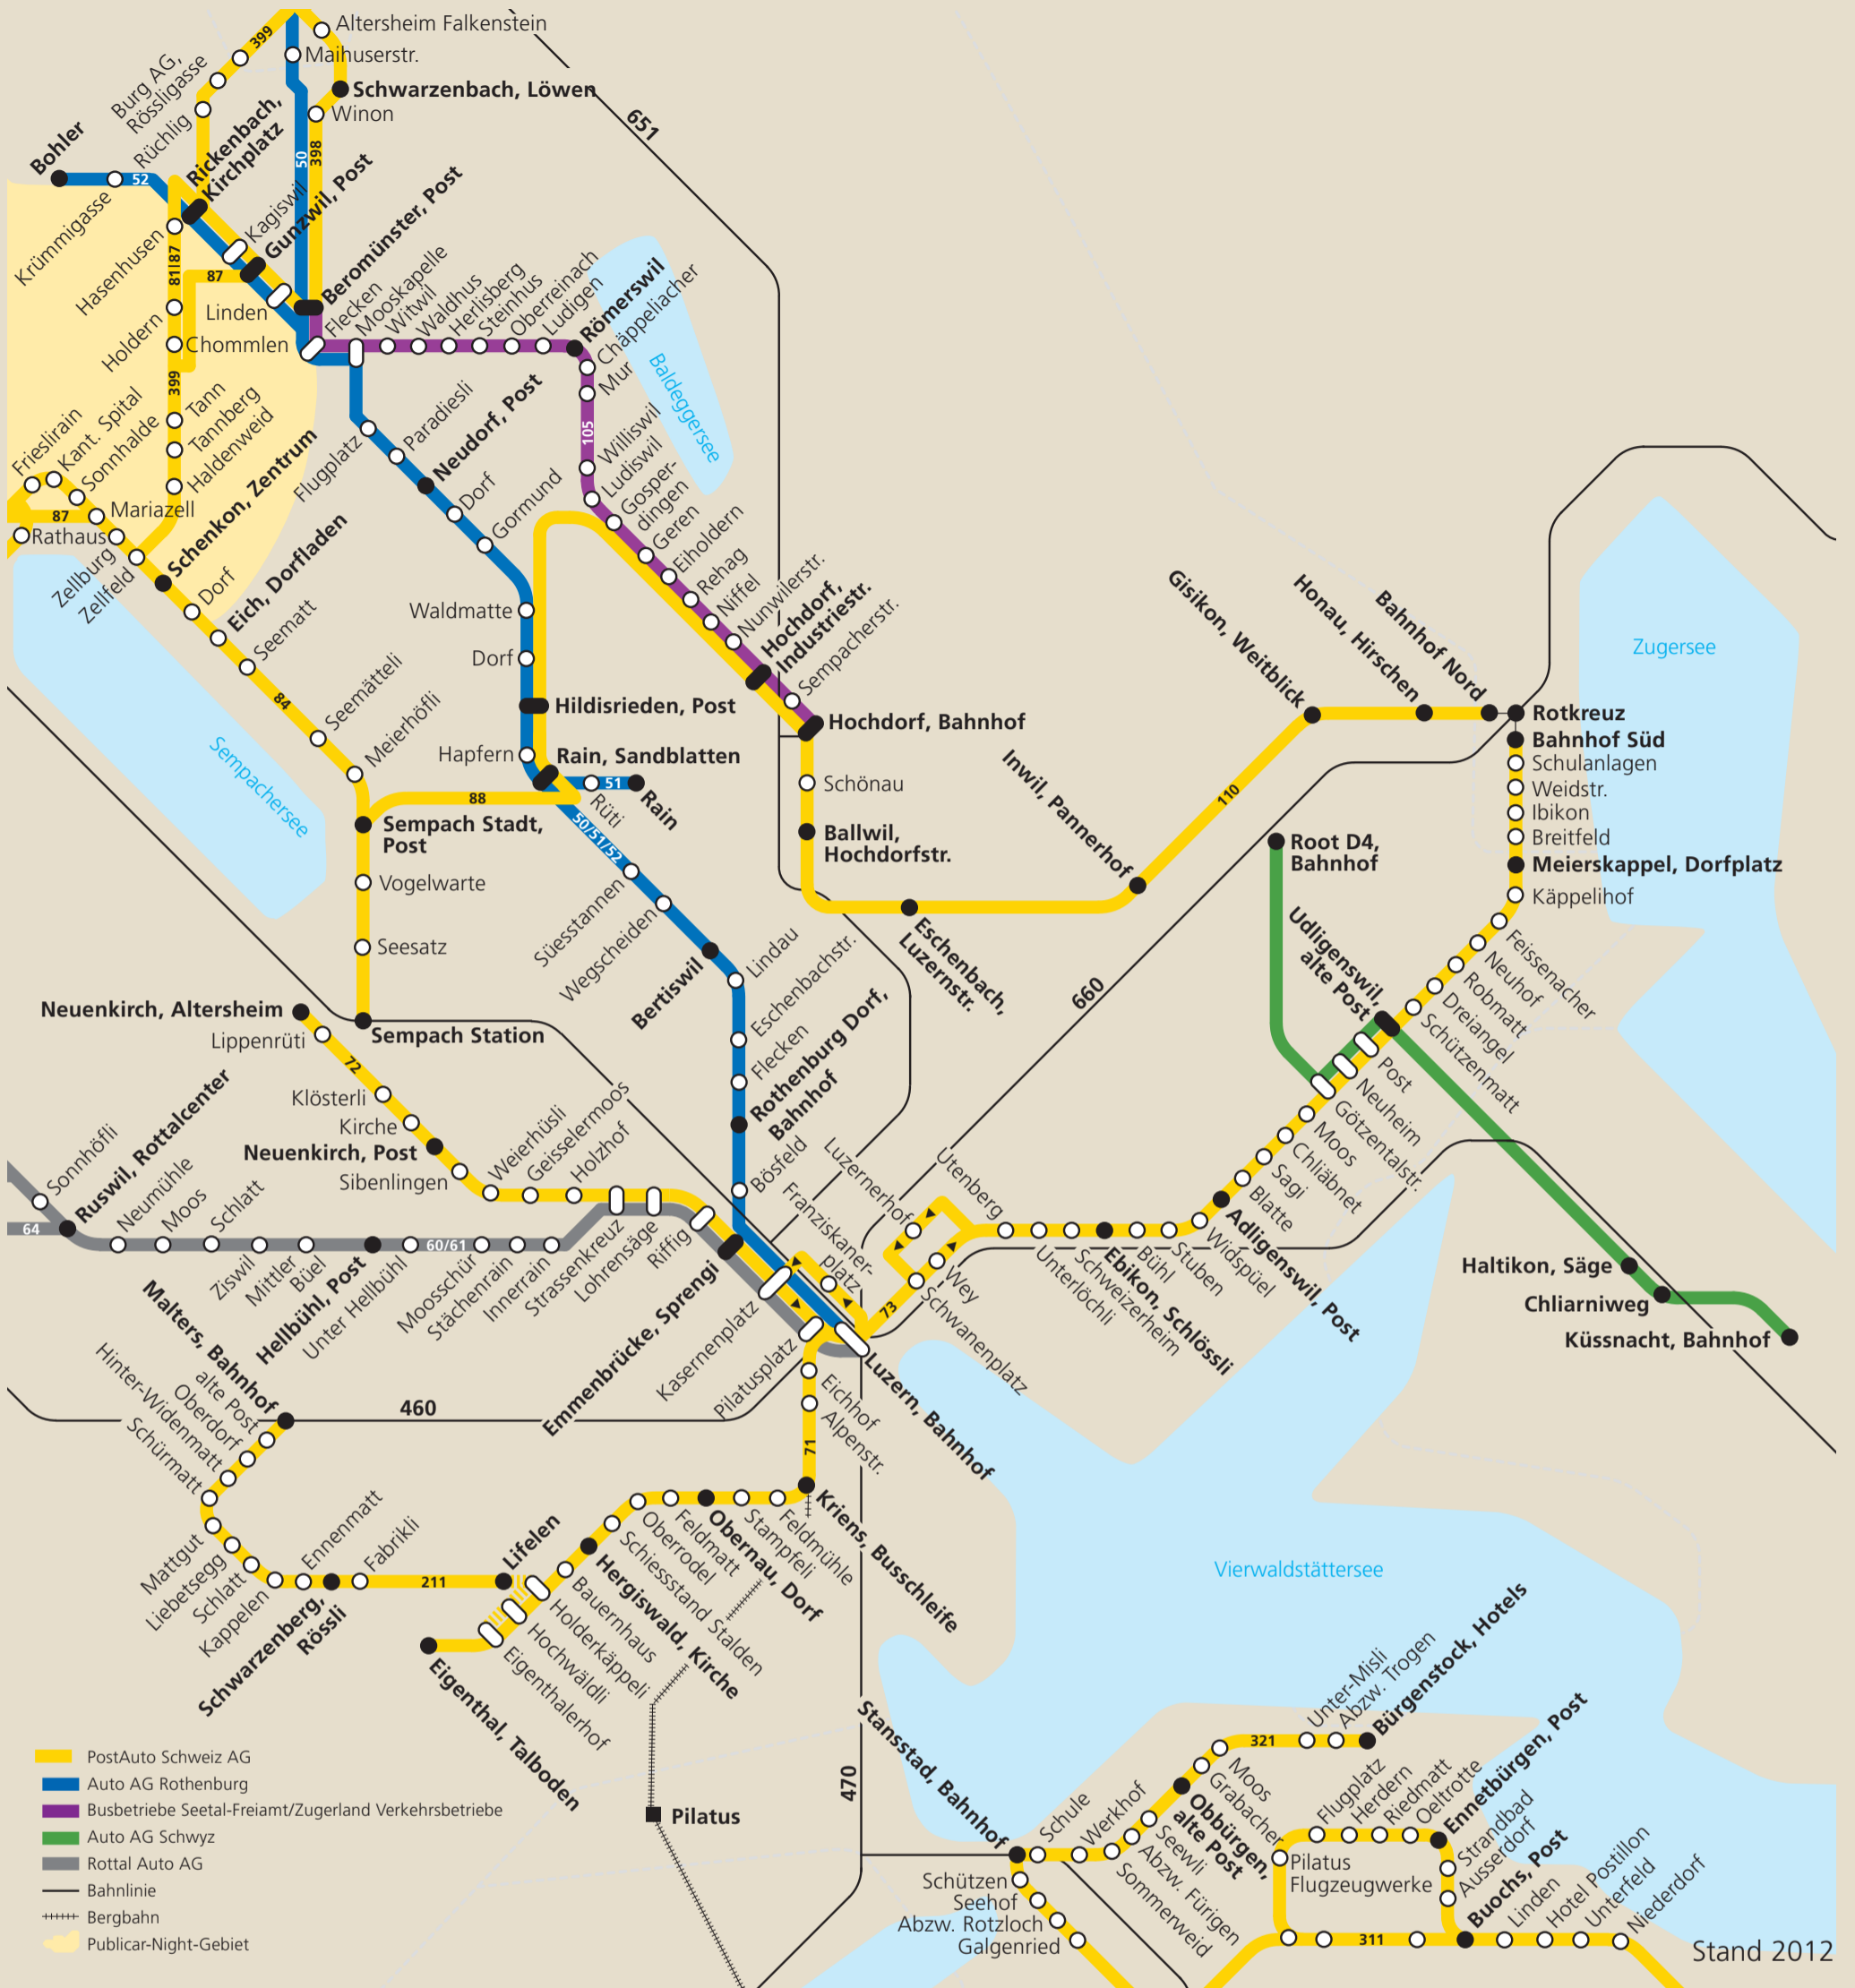 Altersheim Falkenstein
399
Maihuserstr.
Burg AG,
Rössligasse
Schwarzenbach, Löwen
Winon
651
Rüchlig
Bohler
52
Rickenbach,
Kirchplatz
50
398
Krümmigasse
Kagiswil
Gunzwil, Post
Beromünster, Post
Hasenhusen
81|87
87
Linden
Holdern
Chommlen
399
Flecken
Mooskapelle
Witwil
Waldhus
Herlisberg
Steinhus
Oberreinach
Ludigen
Römerswil
Chäppeliacher
Mur
Baldeggersee
105
Williswil
Ludiswil
Gosper-
dingen
Geren
Eiholdern
Rehag
Niffel
Nunwilerstr.
Hochdorf,
Industriestr.
Sempacherstr.
Hochdorf, Bahnhof
Frieslirain
Kant. Spital
Sonnhalde
Mariazell
87
Rathaus
Zellburg
Zellfeld
Tann
Tannberg
Haldenweid
Schenkon, Zentrum
Dorf
Eich, Dorfladen
Seematt
84
Seemätteli
Meierhöfli
Sempachersee
Flugplatz
Paradiesli
Neudorf, Post
Dorf
Gormund
Waldmatte
Dorf
Hildisrieden, Post
Hapfern
Rain, Sandblatten
51
Rüti
Rain
88
50/51/52
Sempach Stadt,
Post
Vogelwarte
Seesatz
Sempach Station
Süesstannen
Wegscheiden
Bertiswil
Lindau
Eschenbachstr.
Flecken
Rothenburg Dorf,
Bahnhof
Bösfeld
Schönau
Ballwil,
Hochdorfstr.
Eschenbach,
Luzernstr.
Inwil, Pannerhof
110
Gisikon, Weitblick
Honau, Hirschen
Bahnhof Nord
Rotkreuz
Bahnhof Süd
Schulanlagen
Weidstr.
Ibikon
Breitfeld
Meierskappel, Dorfplatz
Käppelihof
Feissenacher
Neuhof
Robmatt
Dreiangel
Schützenmatt
Zugersee
Root D4,
Bahnhof
Udligenswil,
alte Post
Post
Neuheim
Götzentalstr.
Moos
Chliäbnet
Sagi
Blatte
Adligenswil, Post
Widspüel
Stuben
Bühl
Ebikon, Schlössli
Schweizerheim
Unterlöchli
Utenberg
660
Haltikon, Säge
Chliarniweg
Küssnacht, Bahnhof
Neuenkirch, Altersheim
Lippenrüti
72
Klösterli
Kirche
Neuenkirch, Post
Sibenlingen
Weierhüsli
Geisselermoos
Holzhof
Strassenkreuz
Lohrensäge
Riffig
Emmenbrücke, Sprengi
Kasernenplatz
Pilatusplatz
Franziskaner-
platz
Luzernerhof
Wey
Schwanenplatz
73
Luzern, Bahnhof
Sonnhöfli
64
Ruswil, Rottalcenter
Neumühle
Moos
Schlatt
Ziswil
Mittler
Büel
Hellbühl, Post
Unter Hellbühl
60/61
Moosschür
Stächenrain
Innerrain
Malters, Bahnhof
460
alte Post
Oberdorf
Hinter-Widenmatt
Schürmatt
Mattgut
Liebetsegg
Schlatt
Kappelen
Ennenmatt
Schwarzenberg,
Rössli
Fabrikli
211
Lifelen
Eichhof
Alpenstr.
71
Kriens, Busschleife
Feldmühle
Stampfeli
Obernau, Dorf
Feldmatt
Oberrodel
Schiessstand Stalden
Hergiswald, Kirche
Bauernhaus
Holderkäppeli
Hochwäldli
Eigenthalerhof
Eigenthal, Talboden
Pilatus
470
Vierwaldstättersee
Stansstad, Bahnhof
Schule
Werkhof
Sommerweid
Abzw. Fürigen
Seewli
Obbürgen,
alte Post
Grabacher
Moos
321
Unter-Misli
Abzw. Trogen
Bürgenstock, Hotels
Schützen
Seehof
Abzw. Rotzloch
Galgenried
Pilatus
Flugzeugwerke
Flugplatz
Herdern
Riedmatt
Oeltrotte
Ennetbürgen, Post
Strandbad
Ausserdorf
Buochs, Post
311
Linden
Hotel Postillon
Unterfeld
Niederdorf
PostAuto Schweiz AG
Auto AG Rothenburg
Busbetriebe Seetal-Freiamt/Zugerland Verkehrsbetriebe
Auto AG Schwyz
Rottal Auto AG
Bahnlinie
Bergbahn
Publicar-Night-Gebiet
Stand 2012